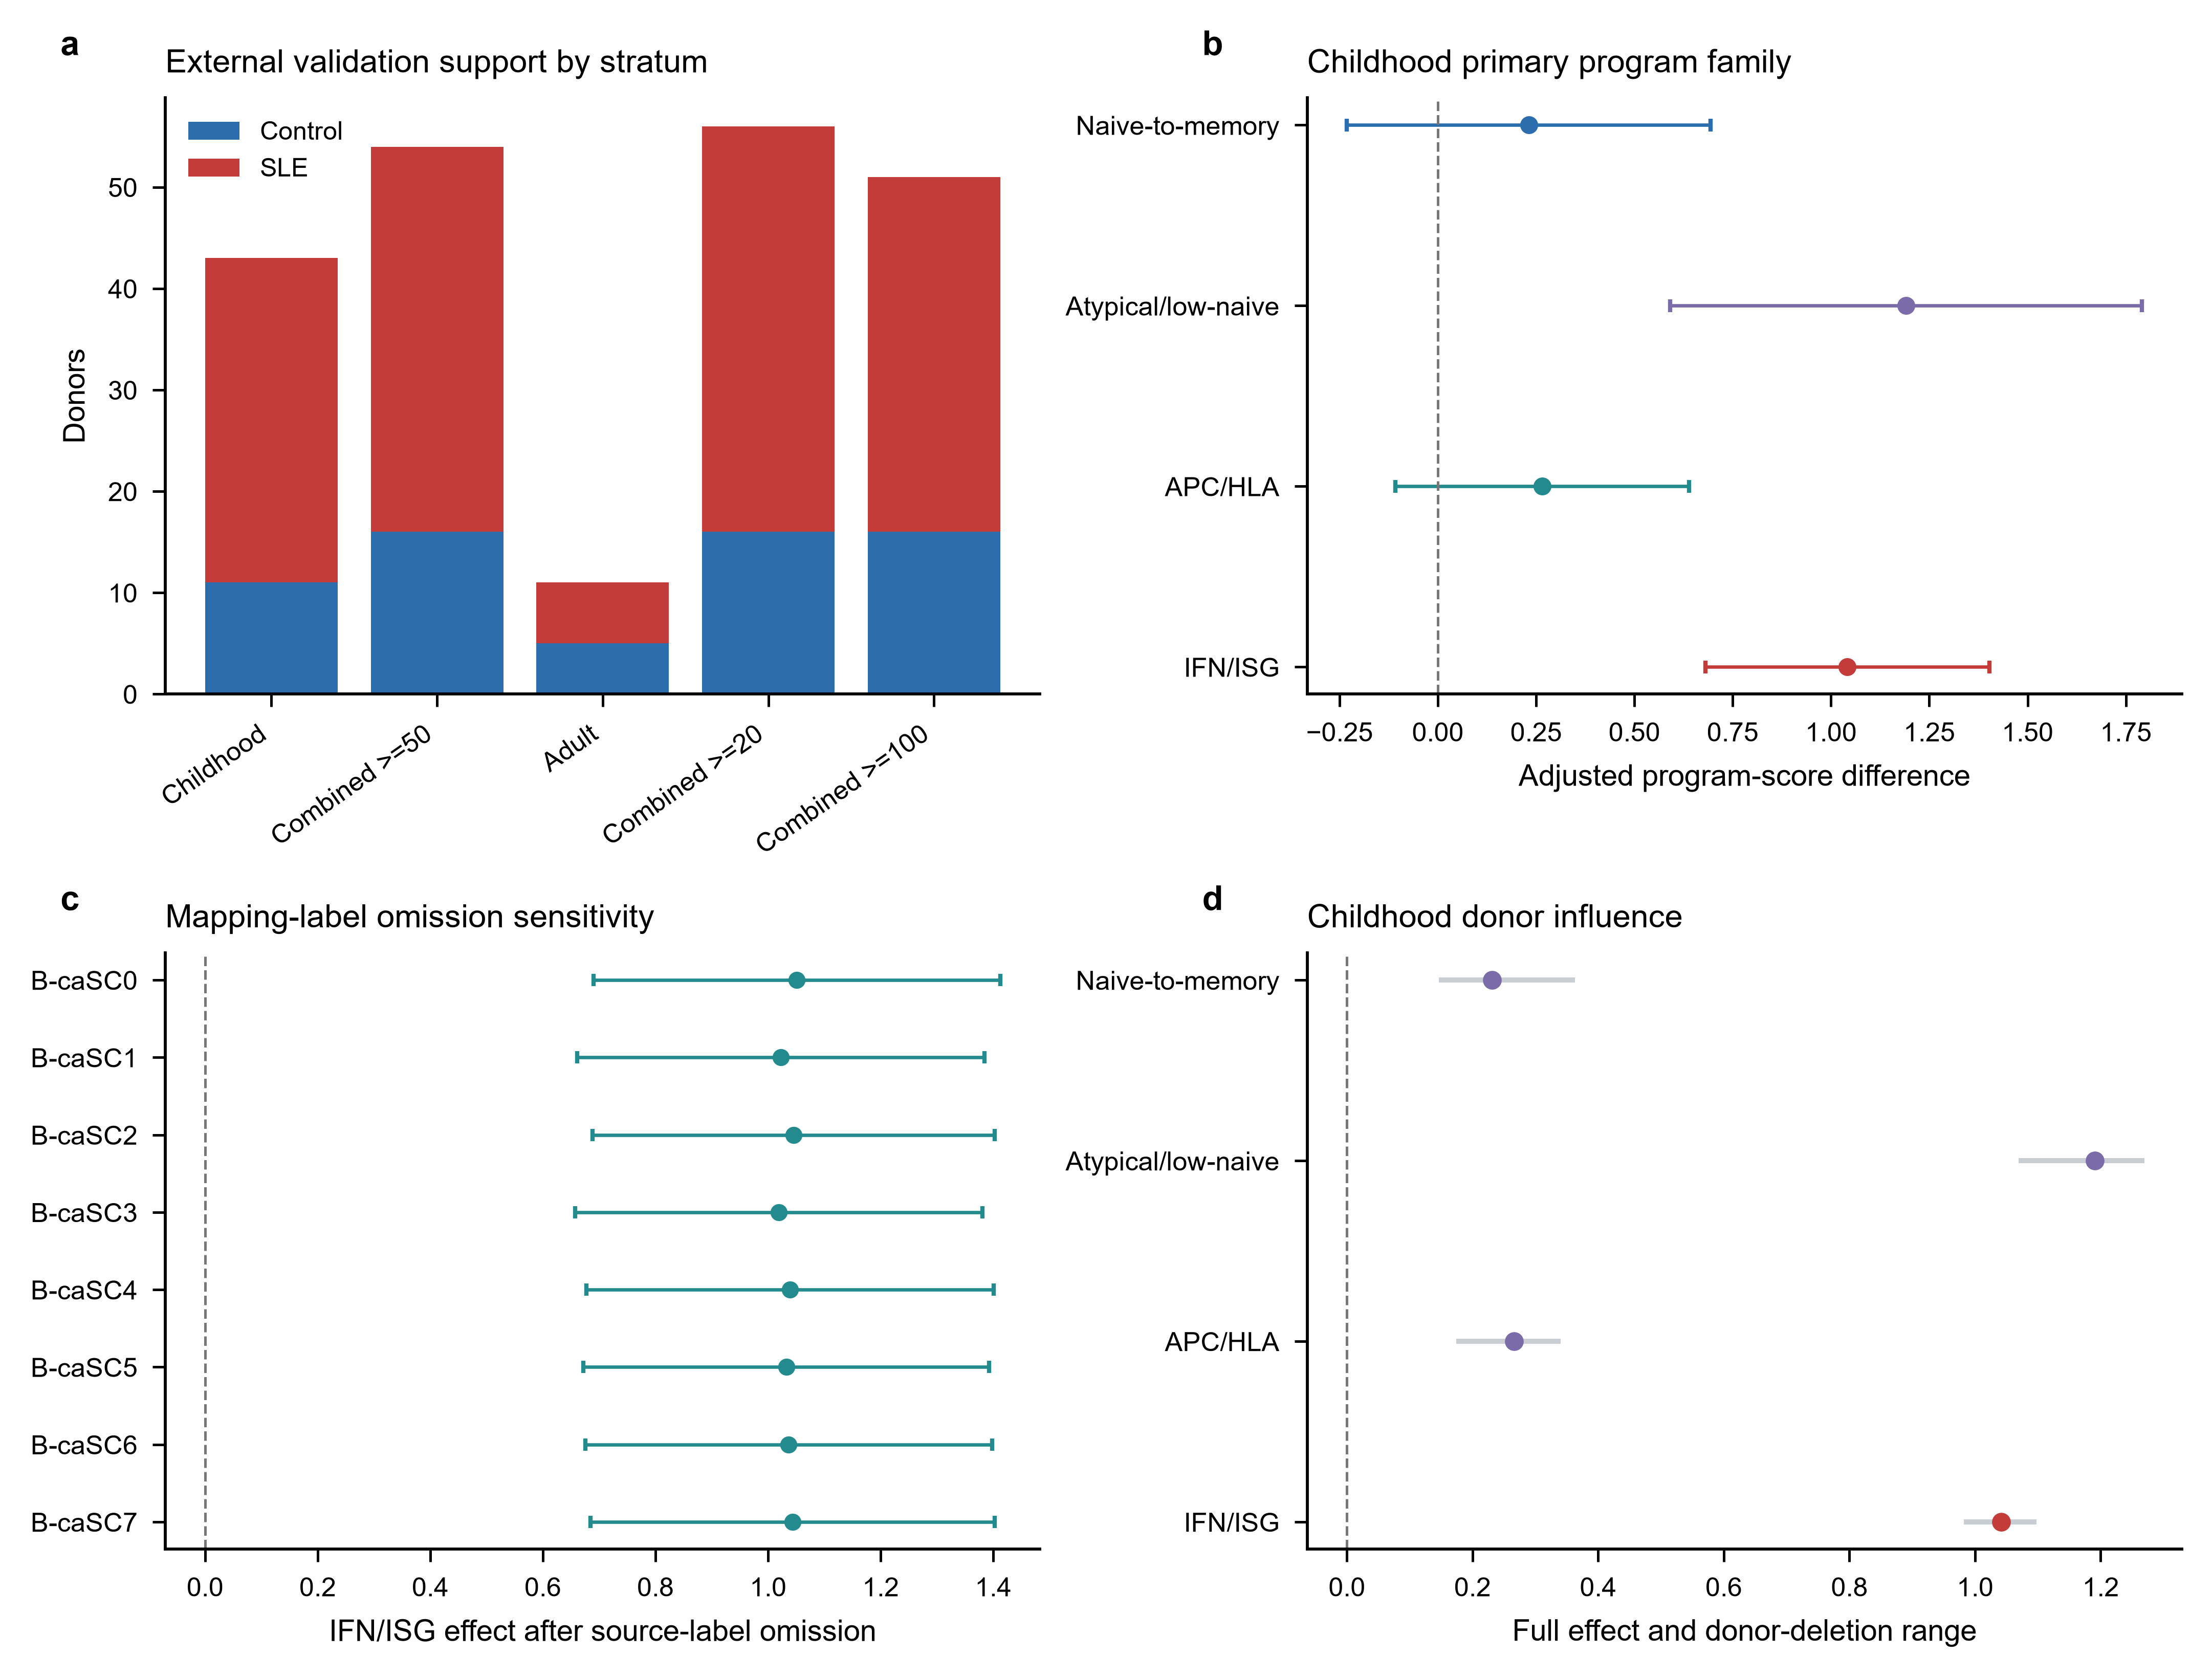 a
External validation support by stratum
Control
SLE
Donors
50
40
30
20
10
0
Childhood
Combined >=50
Adult
Combined >=20
Combined >=100
b
Childhood primary program family
Naive-to-memory
Atypical/low-naive
APC/HLA
IFN/ISG
−0.25 0.00 0.25 0.50 0.75 1.00 1.25 1.50 1.75
Adjusted program-score difference
c
Mapping-label omission sensitivity
B-caSC0
B-caSC1
B-caSC2
B-caSC3
B-caSC4
B-caSC5
B-caSC6
B-caSC7
0.0 0.2 0.4 0.6 0.8 1.0 1.2 1.4
IFN/ISG effect after source-label omission
d
Childhood donor influence
Naive-to-memory
Atypical/low-naive
APC/HLA
IFN/ISG
0.0 0.2 0.4 0.6 0.8 1.0 1.2
Full effect and donor-deletion range